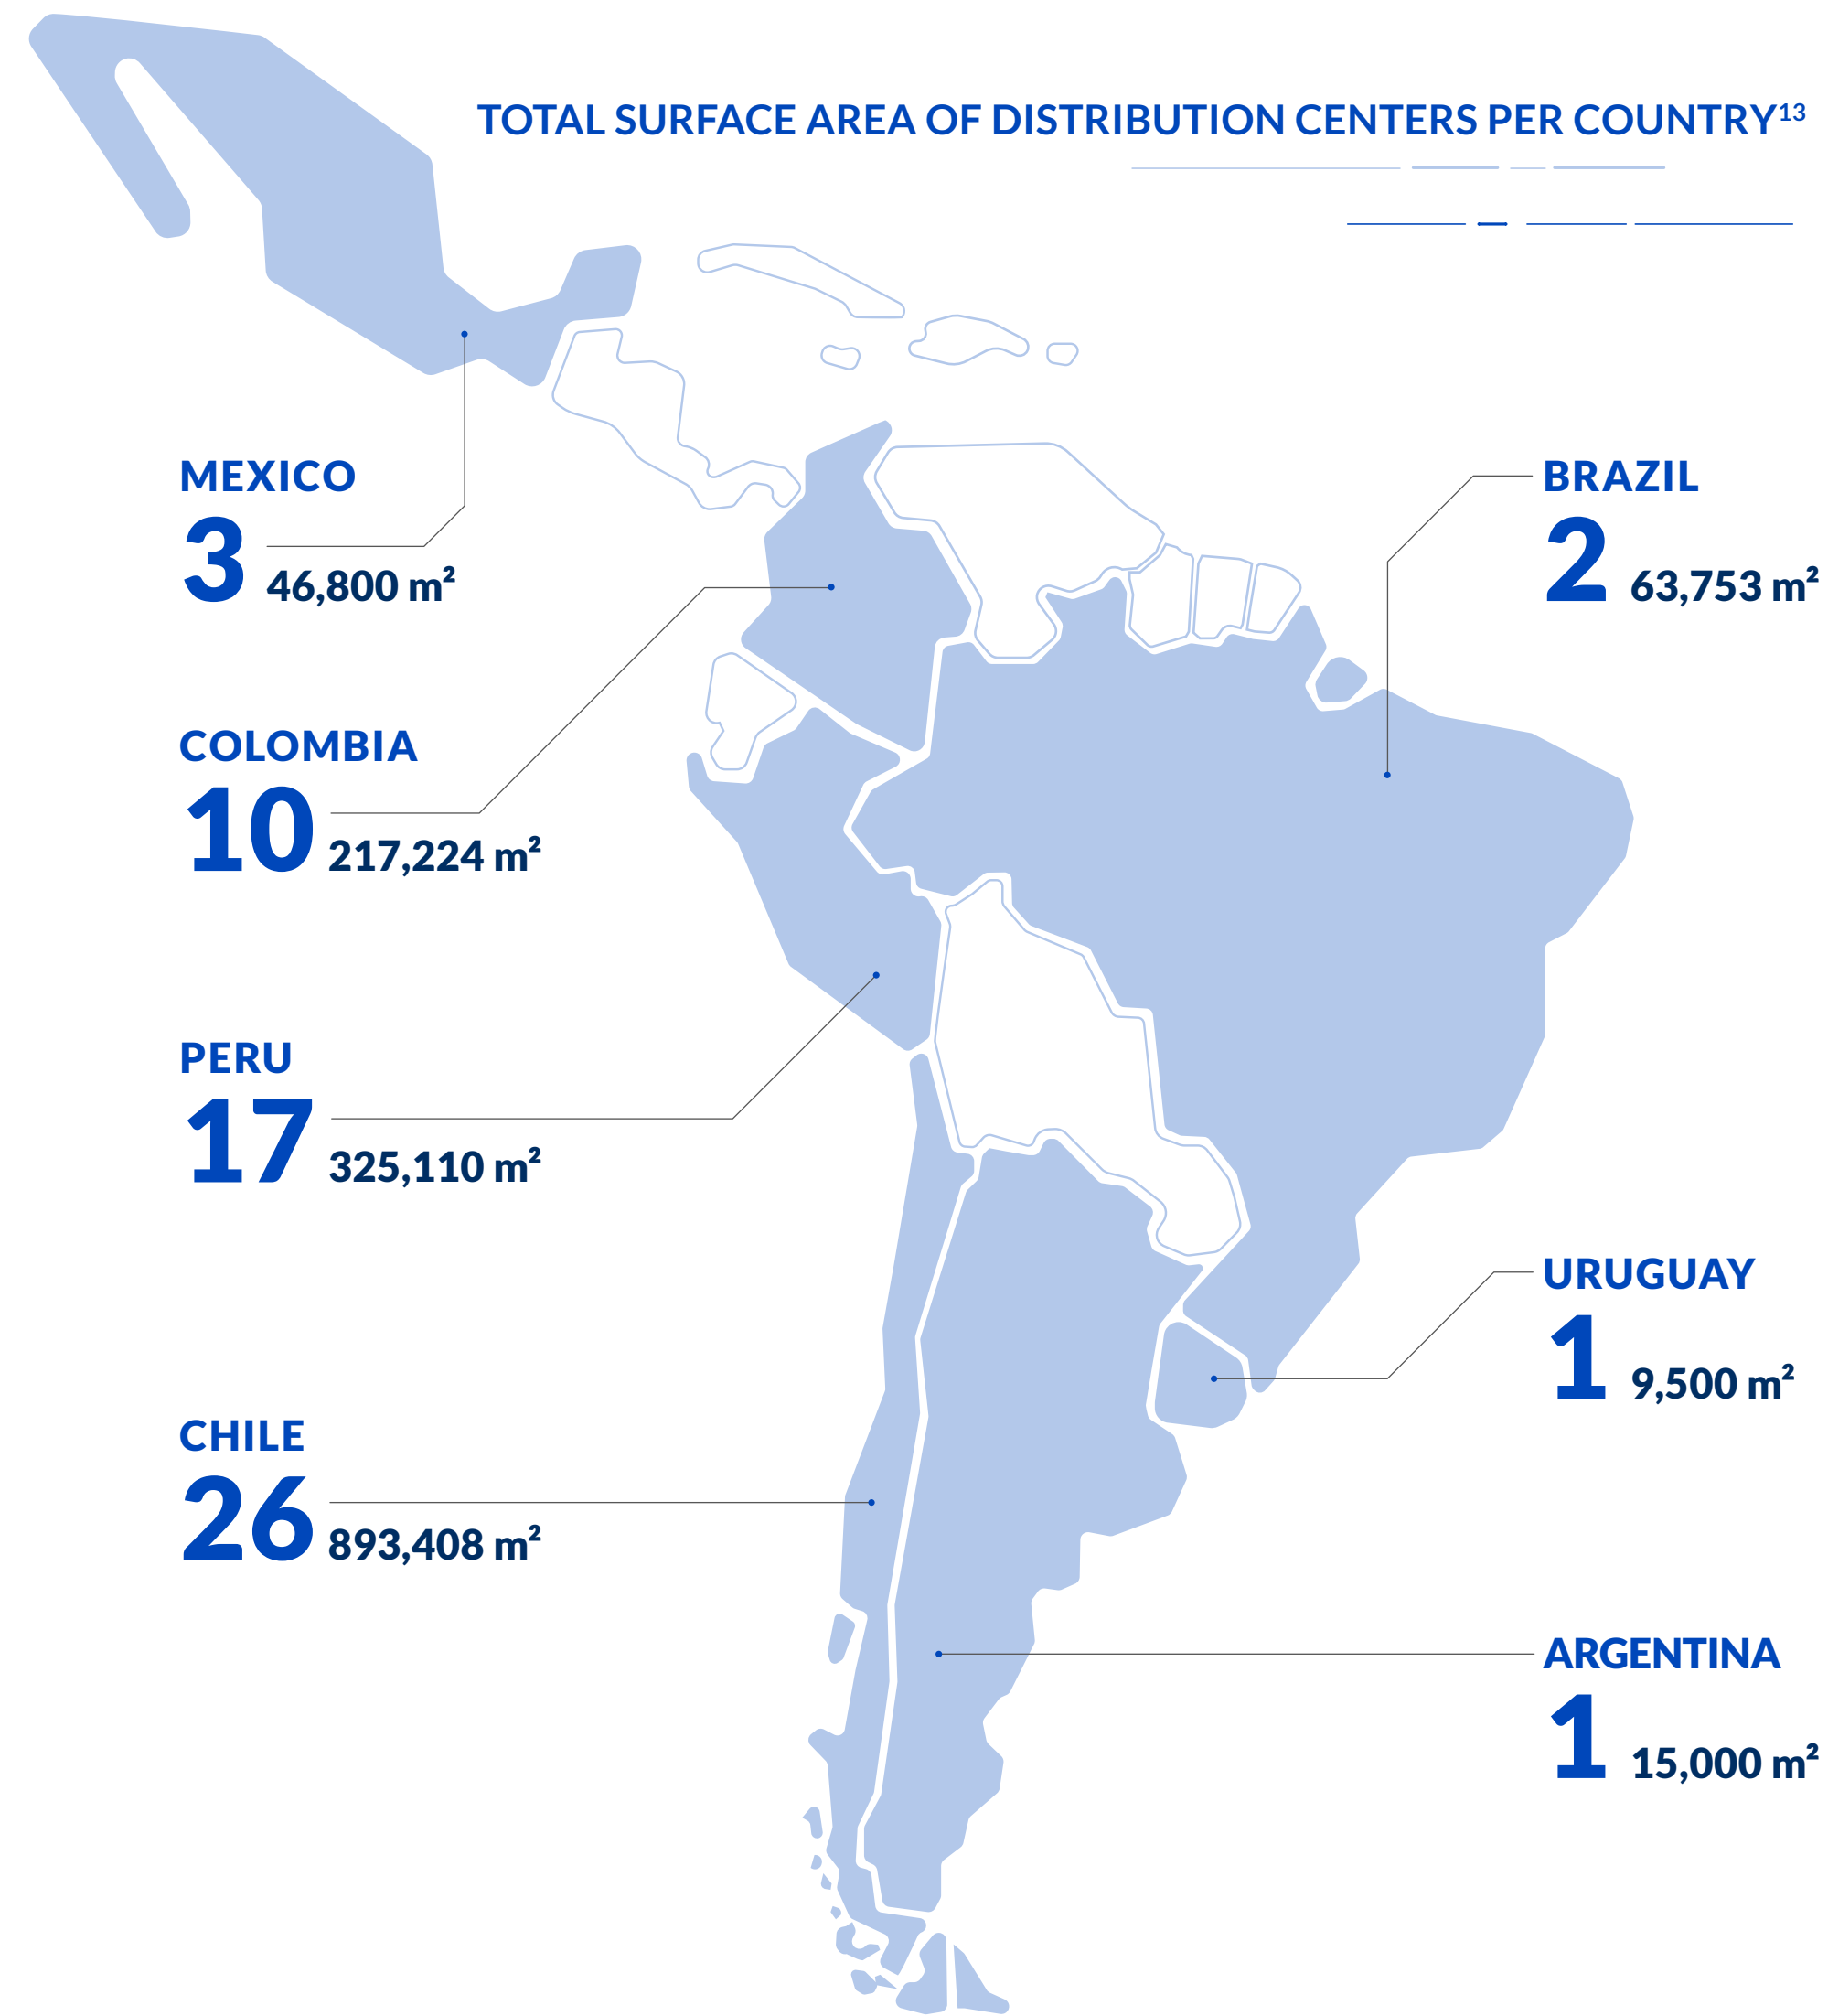 TOTAL SURFACE AREA OF DISTRIBUTION CENTERS PER COUNTRY¹³
MEXICO
3 46,800 m²
COLOMBIA
10 217,224 m²
PERU
17 325,110 m²
CHILE
26 893,408 m²
BRAZIL
2 63,753 m²
URUGUAY
1 9,500 m²
ARGENTINA
1 15,000 m²